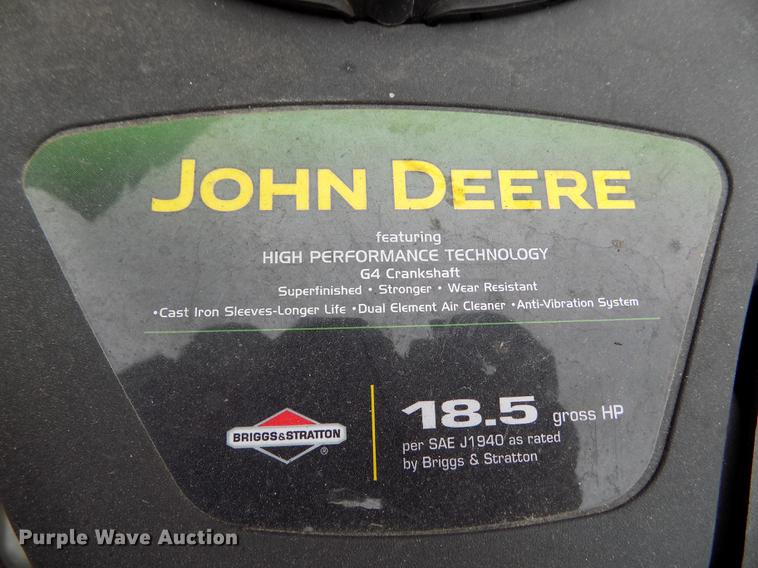 JOHN DEERE
featuring
HIGH PERFORMANCE TECHNOLOGY
G4 Crankshaft
Superfinished • Stronger • Wear Resistant
•Cast Iron Sleeves-Longer Life •Dual Element Air Cleaner •Anti-Vibration System
BRIGGS&STRATTON
®
18.5 gross HP
per SAE J1940 as rated
by Briggs & Stratton
Purple Wave Auction